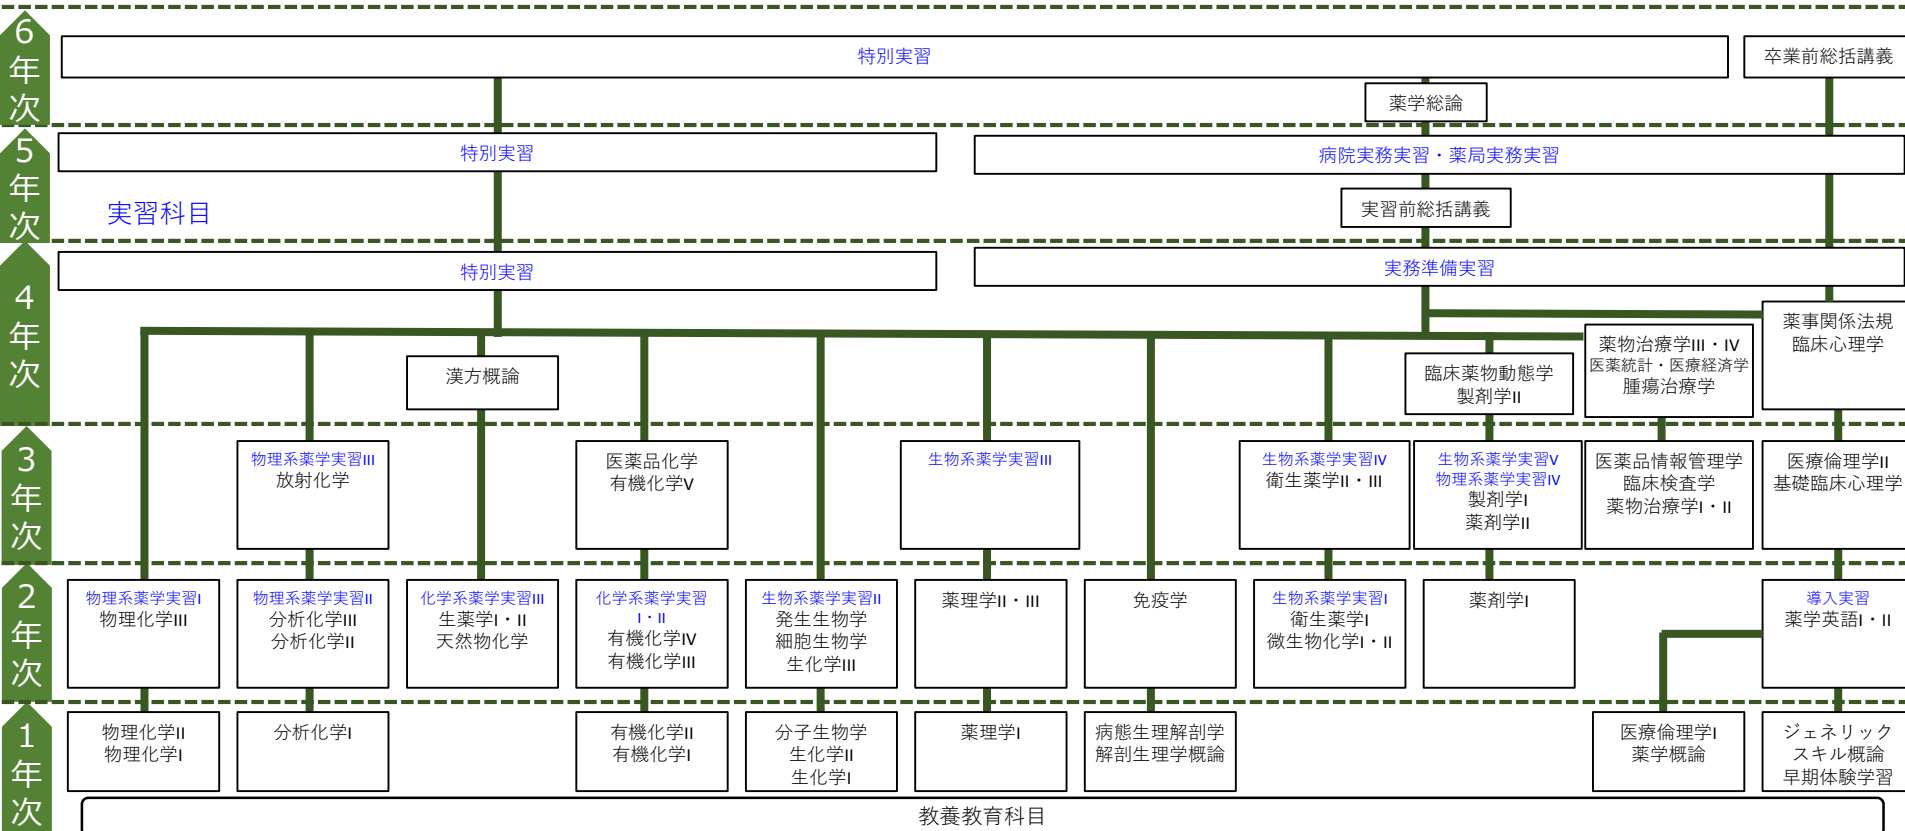 6年次
特別実習
卒業前総括講義
薬学総論
5年次
特別実習
病院実務実習・薬局実務実習
実習科目
実習前総括講義
4年次
特別実習
実務準備実習
漢方概論
臨床薬物動態学
製剤学II
薬物治療学III・IV
医薬統計・医療経済学
腫瘍治療学
薬事関係法規
臨床心理学
3年次
物理系薬学実習III
放射化学
医薬品化学
有機化学V
生物系薬学実習III
生物系薬学実習IV
衛生薬学II・III
生物系薬学実習V
物理系薬学実習IV
製剤学I
薬剤学II
医薬品情報管理学
臨床検査学
薬物治療学I・II
医療倫理学II
基礎臨床心理学
2年次
物理系薬学実習I
物理化学III
物理系薬学実習II
分析化学III
分析化学II
化学系薬学実習III
生薬学I・II
天然物化学
化学系薬学実習
I・II
有機化学IV
有機化学III
生物系薬学実習II
発生生物学
細胞生物学
生化学III
薬理学II・III
免疫学
生物系薬学実習I
衛生薬学I
微生物化学I・II
薬剤学I
導入実習
薬学英語I・II
1年次
物理化学II
物理化学I
分析化学I
有機化学II
有機化学I
分子生物学
生化学II
生化学I
薬理学I
病態生理解剖学
解剖生理学概論
医療倫理学I
薬学概論
ジェネリック
スキル概論
早期体験学習
教養教育科目